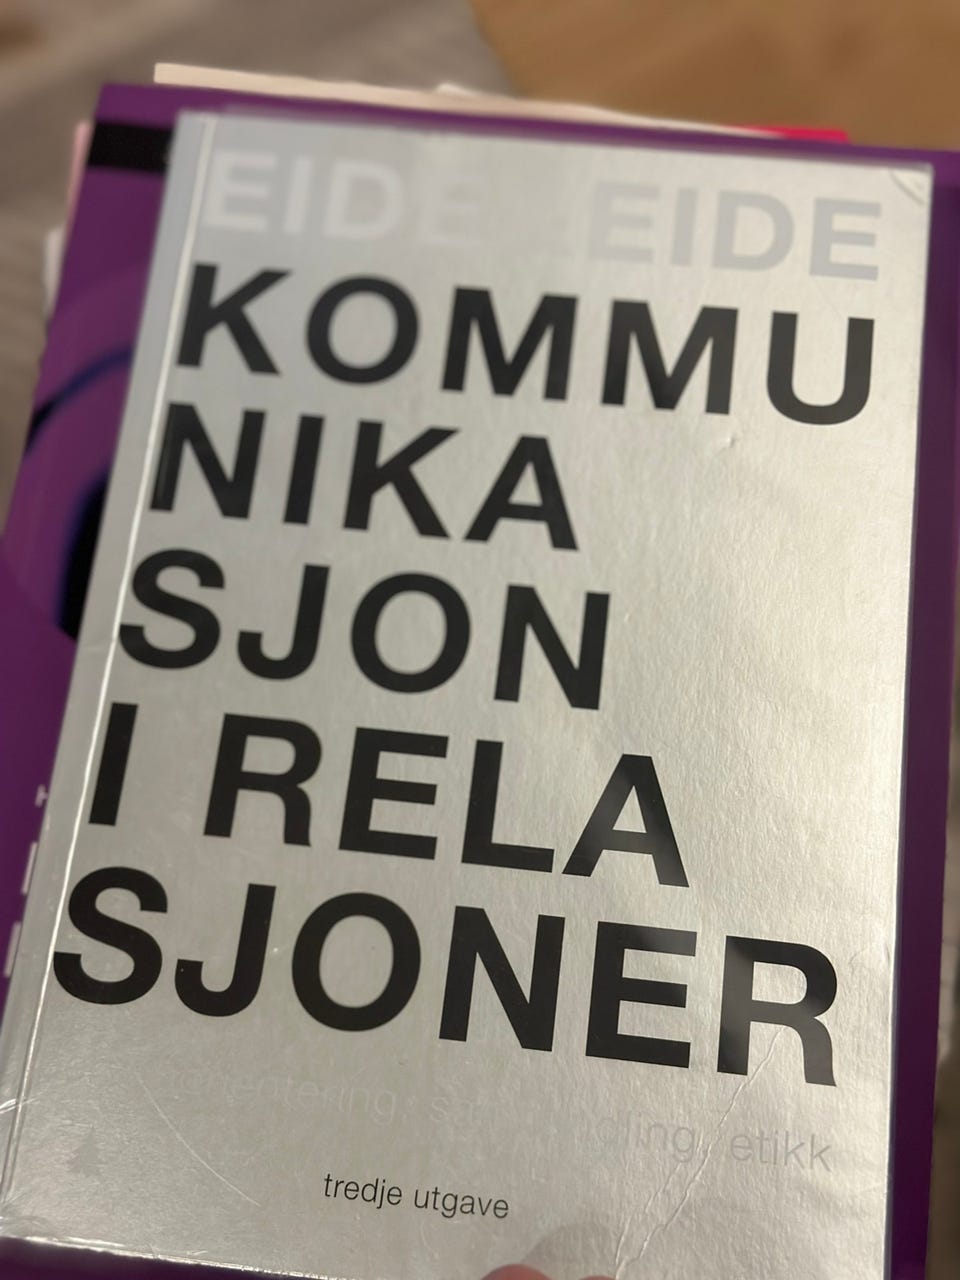 EIDE EIDE
KOMMU
NIKA
SJON
I RELA
SJONER
etikk
tredje utgave